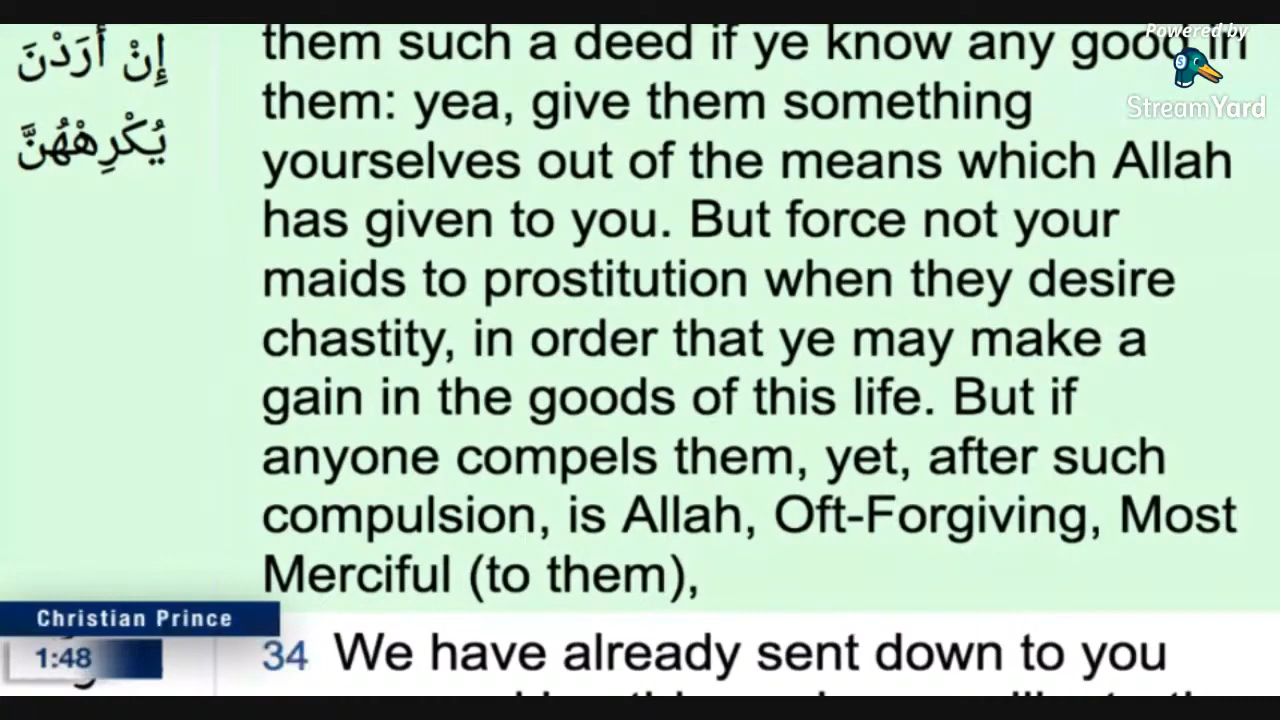 Powered by
StreamYard
إِنْ أَرَدْنَ
يُكْرِهْهُنَّ
them such a deed if ye know any good in
them: yea, give them something
yourselves out of the means which Allah
has given to you. But force not your
maids to prostitution when they desire
chastity, in order that ye may make a
gain in the goods of this life. But if
anyone compels them, yet, after such
compulsion, is Allah, Oft-Forgiving, Most
Merciful (to them),
Christian Prince
1:48
34 We have already sent down to you